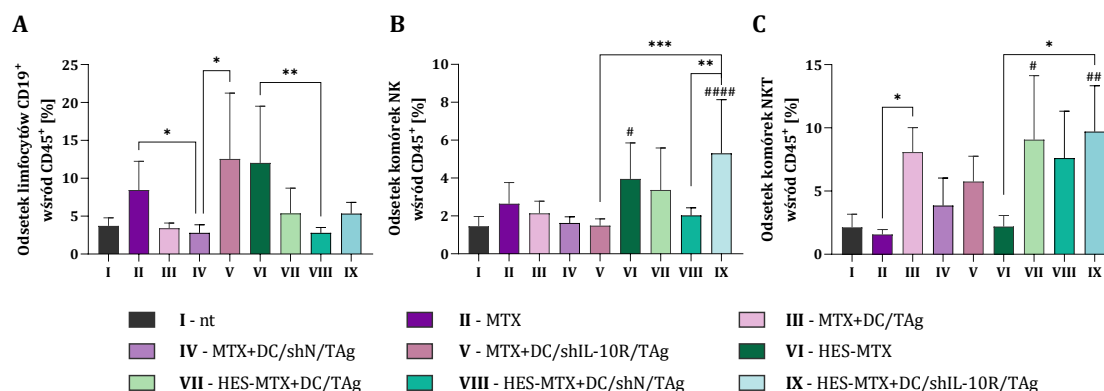 A
B
C
Odsetek limfocytów CD19⁺
wśród CD45⁺ [%]
25
20
15
10
5
0
*
*
**
I II III IV V VI VII VIII IX
Odsetek komórek NK
wśród CD45⁺ [%]
10
8
6
4
2
0
***
**
#
####
I II III IV V VI VII VIII IX
Odsetek komórek NKT
wśród CD45⁺ [%]
15
10
5
0
*
*
#
##
I II III IV V VI VII VIII IX
I - nt
II - MTX
III - MTX+DC/TAg
IV - MTX+DC/shN/TAg
V - MTX+DC/shIL-10R/TAg
VI - HES-MTX
VII - HES-MTX+DC/TAg
VIII - HES-MTX+DC/shN/TAg
IX - HES-MTX+DC/shIL-10R/TAg